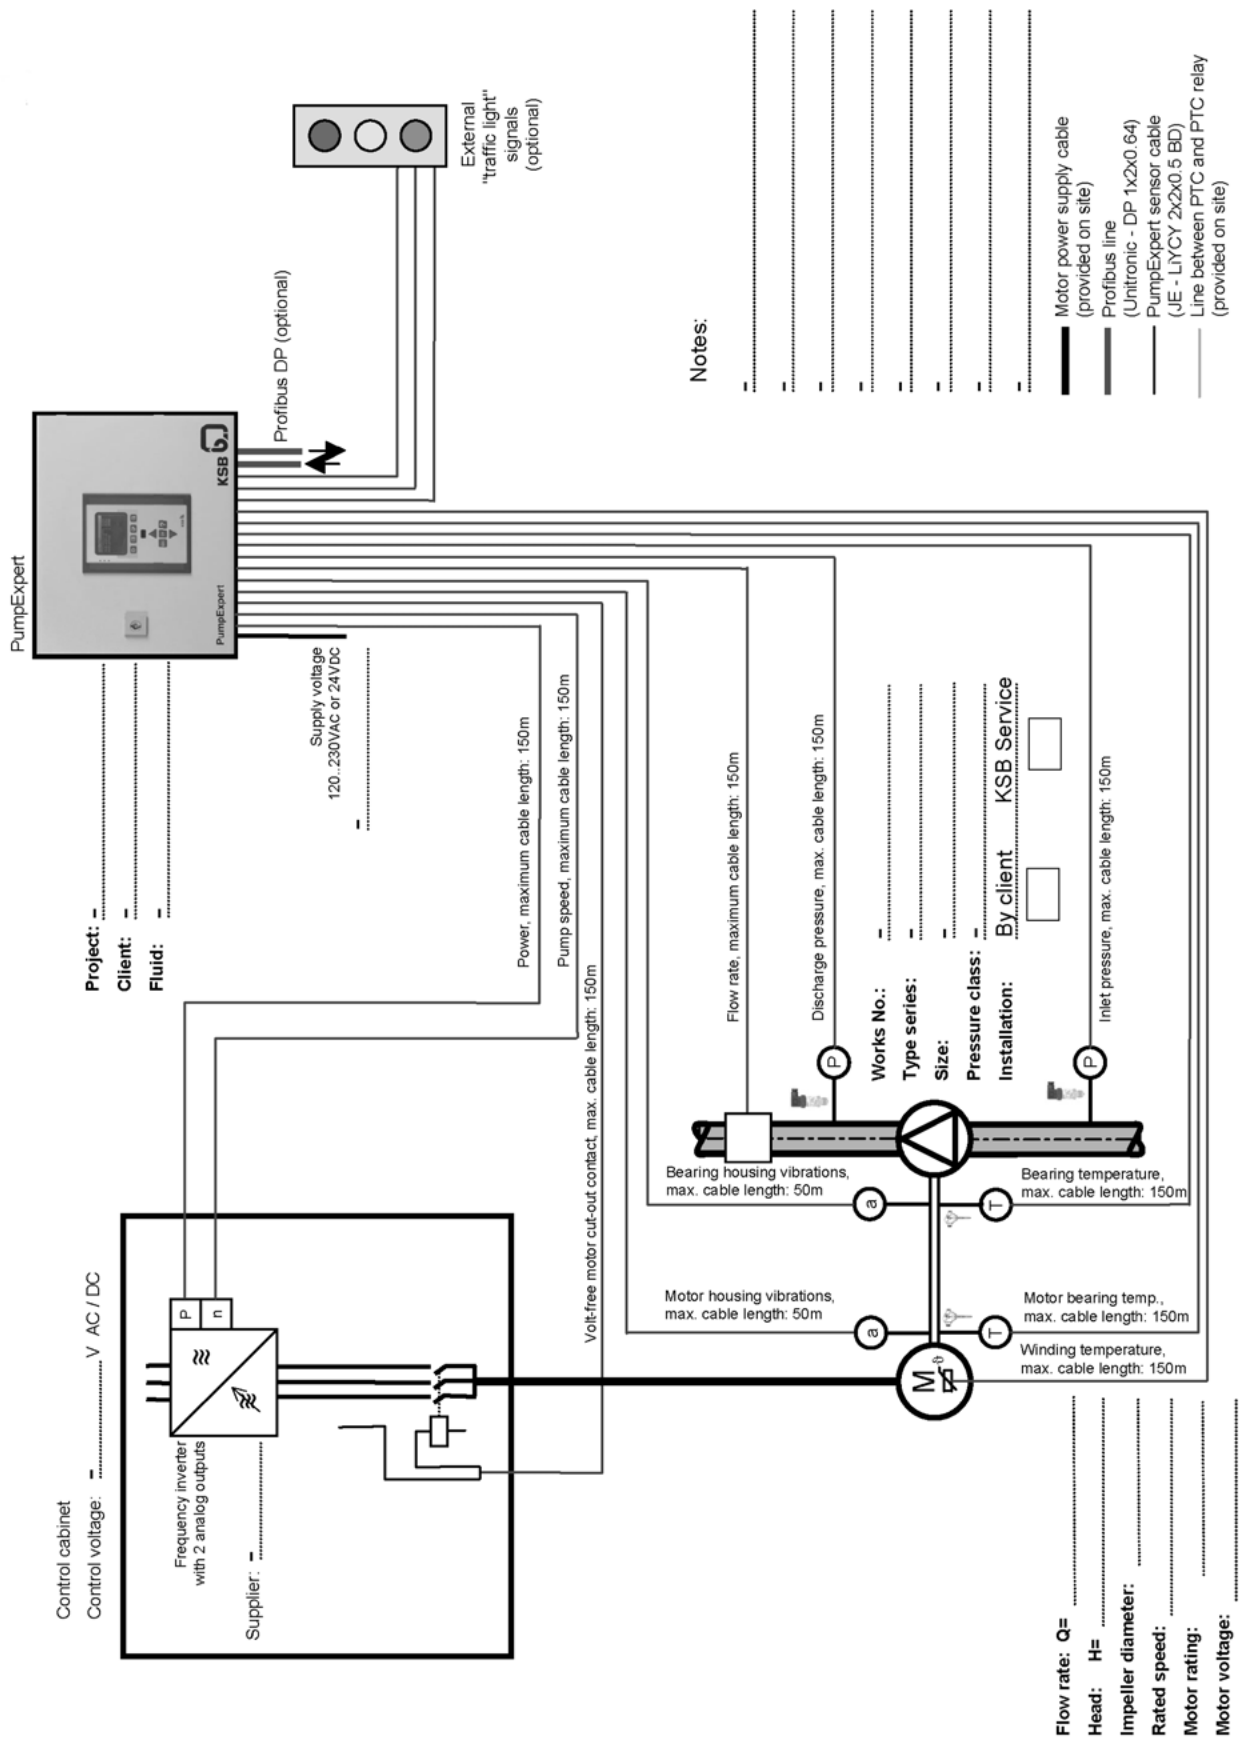 Control cabinet
Control voltage: - V AC / DC
Frequency inverter
with 2 analog outputs
Supplier: -
P
n
Project: -
Client: -
Fluid: -
PumpExpert
PumpExpert
KSB
Supply voltage
120..230VAC or 24VDC
-
Profibus DP (optional)
External
"traffic light"
signals
(optional)
Power, maximum cable length: 150m
Pump speed, maximum cable length: 150m
Volt-free motor cut-out contact, max. cable length: 150m
Flow rate, maximum cable length: 150m
Discharge pressure, max. cable length: 150m
P
Works No.: -
Type series: -
Size: -
Pressure class: -
Installation: By client KSB Service
Inlet pressure, max. cable length: 150m
P
Bearing housing vibrations,
max. cable length: 50m
a
Bearing temperature,
max. cable length: 150m
T
Motor housing vibrations,
max. cable length: 50m
a
Motor bearing temp.,
max. cable length: 150m
T
Winding temperature,
max. cable length: 150m
M
Flow rate: Q=
Head: H=
Impeller diameter:
Rated speed:
Motor rating:
Motor voltage:
Notes:
-
-
-
-
-
-
-
-
Motor power supply cable
(provided on site)
Profibus line
(Unitronic - DP 1x2x0.64)
PumpExpert sensor cable
(JE - LiYCY 2x2x0.5 BD)
Line between PTC and PTC relay
(provided on site)